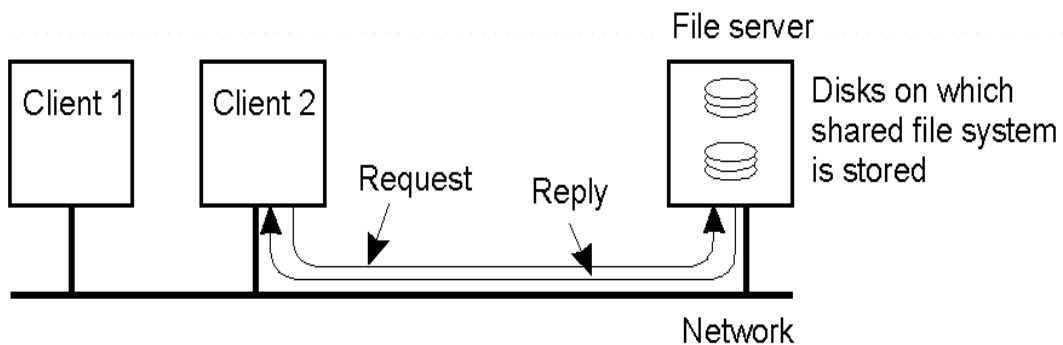 File server
Client 1
Client 2
Disks on which
shared file system
is stored
Request
Reply
Network